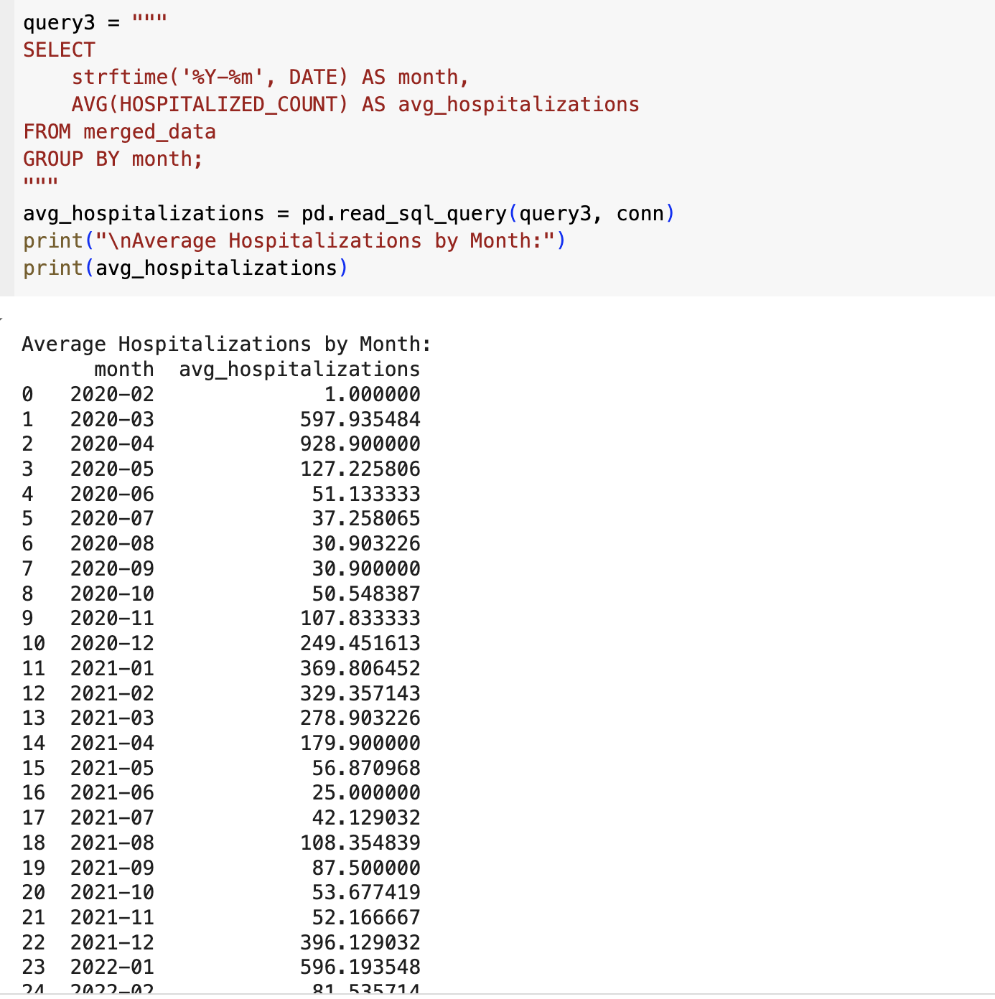 query3 = """
SELECT
    strftime('%Y-%m', DATE) AS month,
    AVG(HOSPITALIZED_COUNT) AS avg_hospitalizations
FROM merged_data
GROUP BY month;
"""
avg_hospitalizations = pd.read_sql_query(query3, conn)
print("\nAverage Hospitalizations by Month:")
print(avg_hospitalizations)
Average Hospitalizations by Month:
      month  avg_hospitalizations
0   2020-02              1.000000
1   2020-03            597.935484
2   2020-04            928.900000
3   2020-05            127.225806
4   2020-06             51.133333
5   2020-07             37.258065
6   2020-08             30.903226
7   2020-09             30.900000
8   2020-10             50.548387
9   2020-11            107.833333
10  2020-12            249.451613
11  2021-01            369.806452
12  2021-02            329.357143
13  2021-03            278.903226
14  2021-04            179.900000
15  2021-05             56.870968
16  2021-06             25.000000
17  2021-07             42.129032
18  2021-08            108.354839
19  2021-09             87.500000
20  2021-10             53.677419
21  2021-11             52.166667
22  2021-12            396.129032
23  2022-01            596.193548
24  2022-02             81.535714